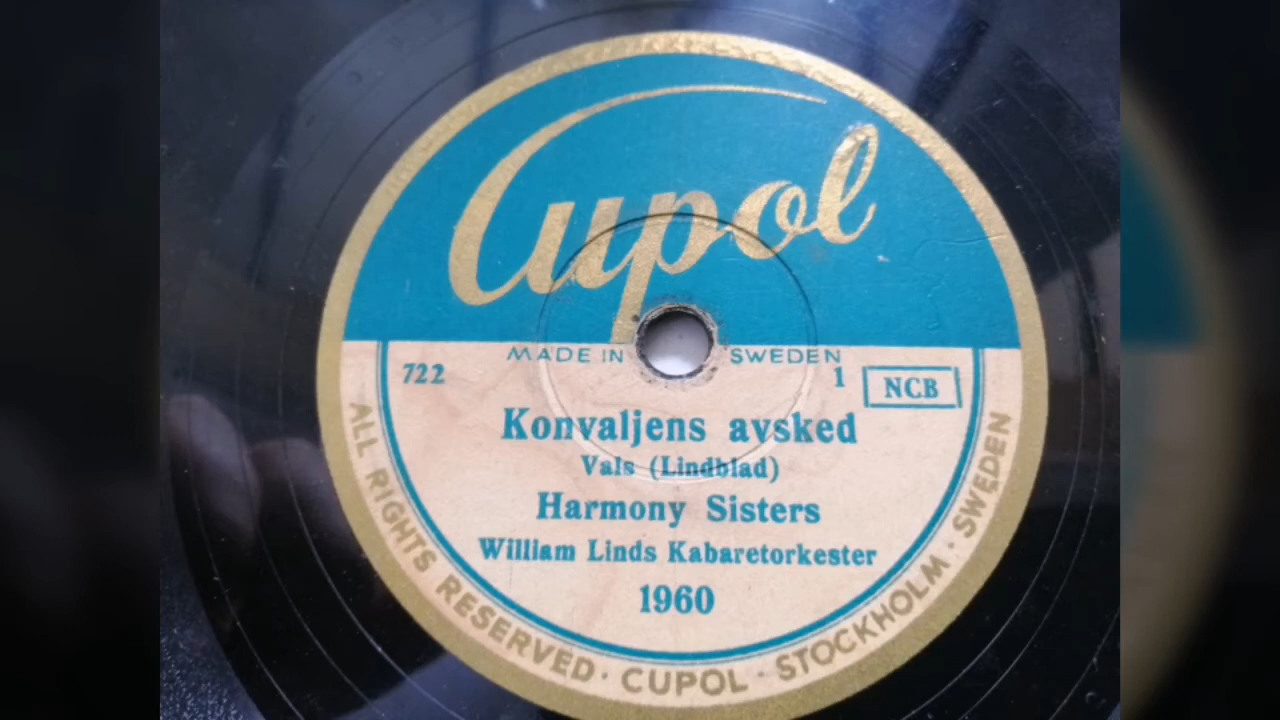 Cupol
MADE IN SWEDEN
722
1
NCB
Konvaljens avsked
Vals (Lindblad)
Harmony Sisters
William Linds Kabaretorkester
1960
ALL RIGHTS RESERVED · CUPOL · STOCKHOLM · SWEDEN